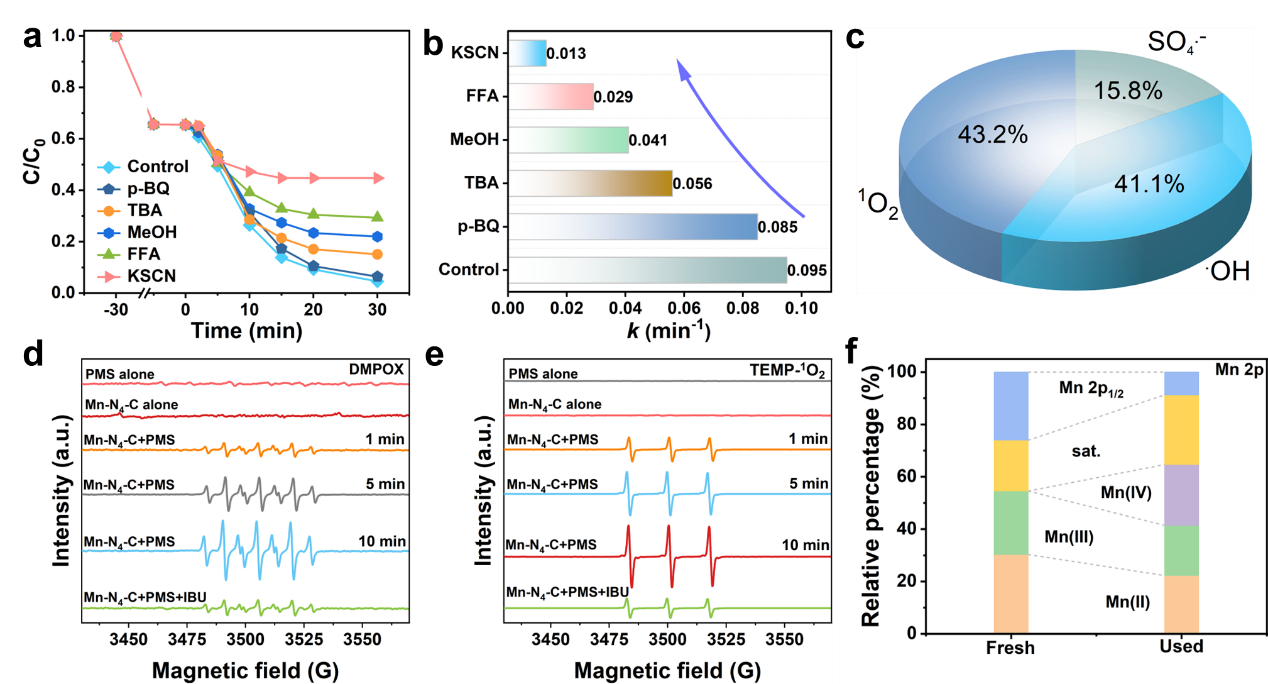 a
C/C0
1.0
0.8
0.6
0.4
0.2
0.0
Control
p-BQ
TBA
MeOH
FFA
KSCN
-30
0
10
20
30
Time (min)
b
KSCN
FFA
MeOH
TBA
p-BQ
Control
0.013
0.029
0.041
0.056
0.085
0.095
0.00
0.02
0.04
0.06
0.08
0.10
k (min-1)
c
SO4·-
15.8%
43.2%
41.1%
1O2
·OH
d
Intensity (a.u.)
PMS alone
DMPOX
Mn-N4-C alone
Mn-N4-C+PMS
1 min
Mn-N4-C+PMS
5 min
Mn-N4-C+PMS
10 min
Mn-N4-C+PMS+IBU
3450
3475
3500
3525
3550
Magnetic field (G)
e
Intensity (a.u.)
PMS alone
TEMP-1O2
Mn-N4-C alone
Mn-N4-C+PMS
1 min
Mn-N4-C+PMS
5 min
Mn-N4-C+PMS
10 min
Mn-N4-C+PMS+IBU
3450
3475
3500
3525
3550
Magnetic field (G)
f
Relative percentage (%)
100
80
60
40
20
0
Mn 2p
Mn 2p1/2
sat.
Mn(IV)
Mn(III)
Mn(II)
Fresh
Used